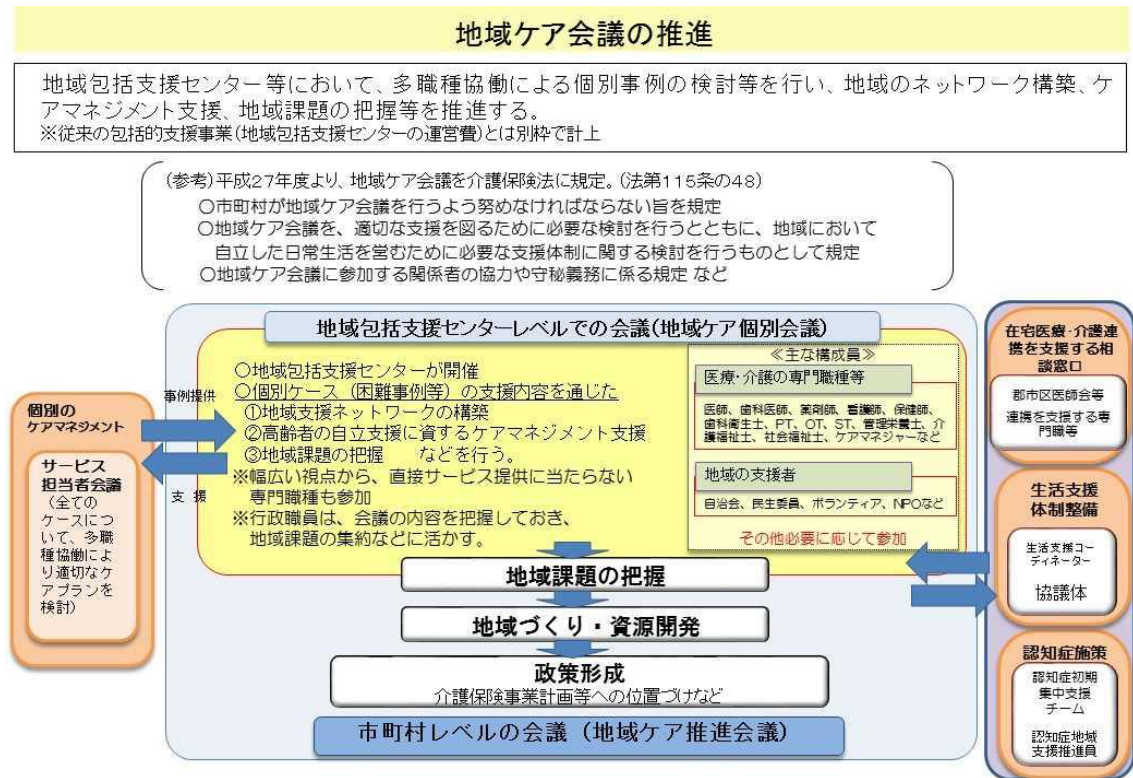 地域ケア会議の推進
地域包括支援センター等において、多職種協働による個別事例の検討等を行い、地域のネットワーク構築、ケ
アマネジメント支援、地域課題の把握等を推進する。
※従来の包括的支援事業(地域包括支援センターの運営費)とは別枠で計上
(参考)平成27年度より、地域ケア会議を介護保険法に規定。(法第115条の48)
○市町村が地域ケア会議を行うよう努めなければならない旨を規定
○地域ケア会議を、適切な支援を図るために必要な検討を行うとともに、地域において
自立した日常生活を営むために必要な支援体制に関する検討を行うものとして規定
○地域ケア会議に参加する関係者の協力や守秘義務に係る規定 など
地域包括支援センターレベルでの会議(地域ケア個別会議)
個別の
ケアマネジメント
サービス
担当者会議
(全ての
ケースにつ
いて、多職
種協働によ
り適切なケ
アプランを
検討)
事例提供
支 援
○地域包括支援センターが開催
○個別ケース（困難事例等）の支援内容を通じた
①地域支援ネットワークの構築
②高齢者の自立支援に資するケアマネジメント支援
③地域課題の把握 などを行う。
※幅広い視点から、直接サービス提供に当たらない
専門職種も参加
※行政職員は、会議の内容を把握しておき、
地域課題の集約などに活かす。
≪主な構成員≫
医療・介護の専門職種等
医師、歯科医師、薬剤師、看護師、保健師、
歯科衛生士、PT、OT、ST、管理栄養士、介
護福祉士、社会福祉士、ケアマネジャーなど
地域の支援者
自治会、民生委員、ボランティア、NPOなど
その他必要に応じて参加
地域課題の把握
地域づくり・資源開発
政策形成
介護保険事業計画等への位置づけなど
市町村レベルの会議（地域ケア推進会議）
在宅医療・介護連
携を支援する相
談窓口
郡市区医師会等
連携を支援する専
門職等
生活支援
体制整備
生活支援コー
ディネーター
協議体
認知症施策
認知症初期
集中支援
チーム
認知症地域
支援推進員